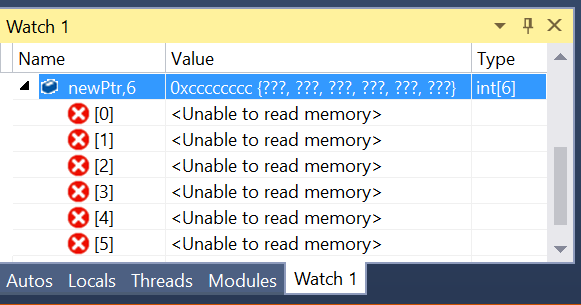 Watch 1
Name Value Type
newPtr,6 0xcccccccc {???, ???, ???, ???, ???, ???} int[6]
[0] <Unable to read memory>
[1] <Unable to read memory>
[2] <Unable to read memory>
[3] <Unable to read memory>
[4] <Unable to read memory>
[5] <Unable to read memory>
Autos Locals Threads Modules Watch 1